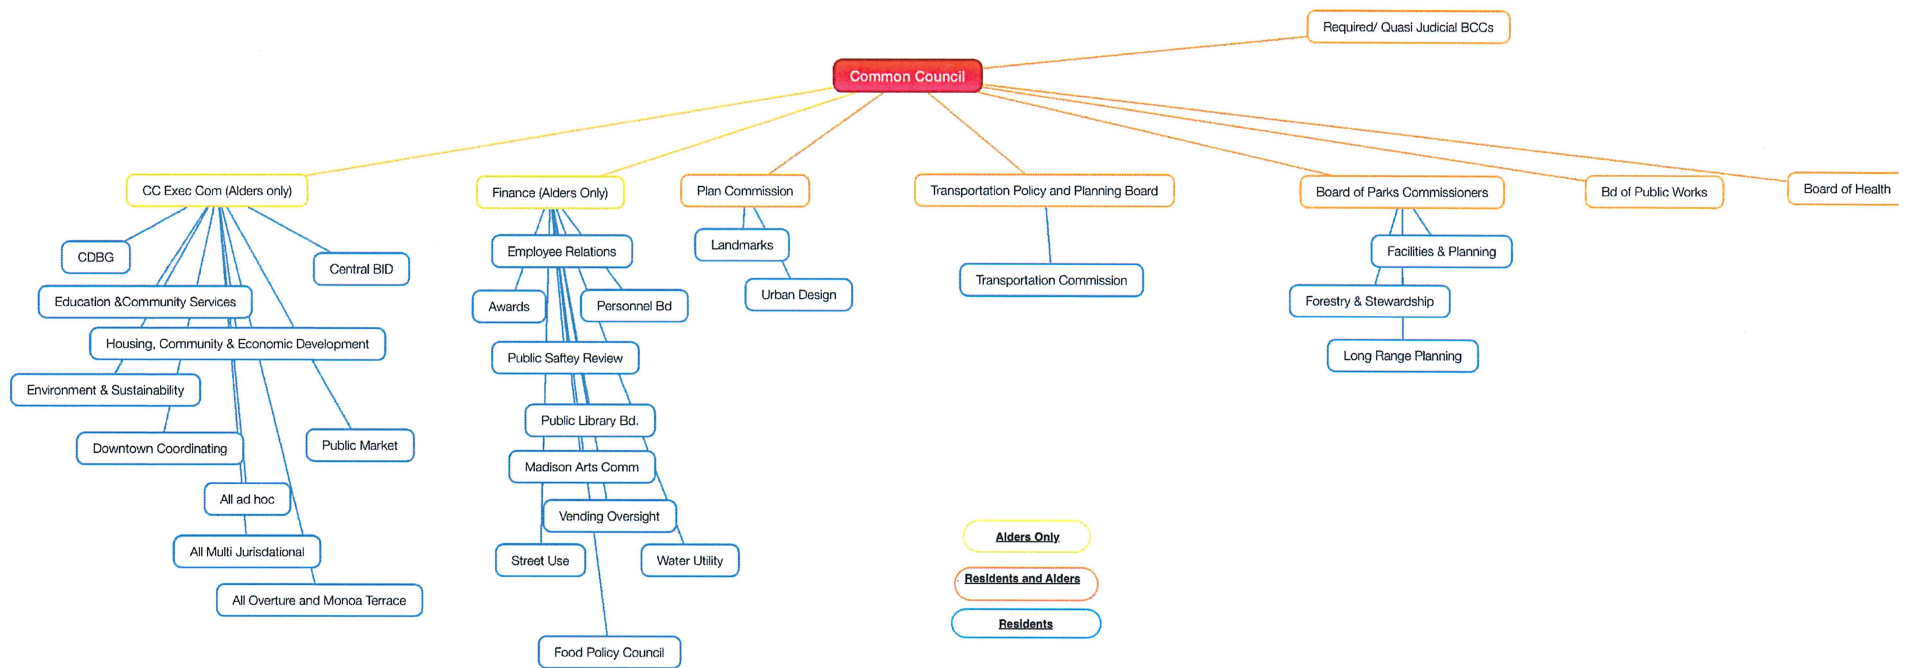 Required/ Quasi Judicial BCCs
Common Council
CC Exec Com (Alders only)
Finance (Alders Only)
Plan Commission
Transportation Policy and Planning Board
Board of Parks Commissioners
Bd of Public Works
Board of Health
CDBG
Central BID
Education &Community Services
Housing, Community & Economic Development
Environment & Sustainability
Downtown Coordinating
Public Market
All ad hoc
All Multi Jurisdational
All Overture and Monoa Terrace
Employee Relations
Awards
Personnel Bd
Public Saftey Review
Public Library Bd.
Madison Arts Comm
Vending Oversight
Street Use
Water Utility
Food Policy Council
Landmarks
Urban Design
Transportation Commission
Facilities & Planning
Forestry & Stewardship
Long Range Planning
Alders Only
Residents and Alders
Residents